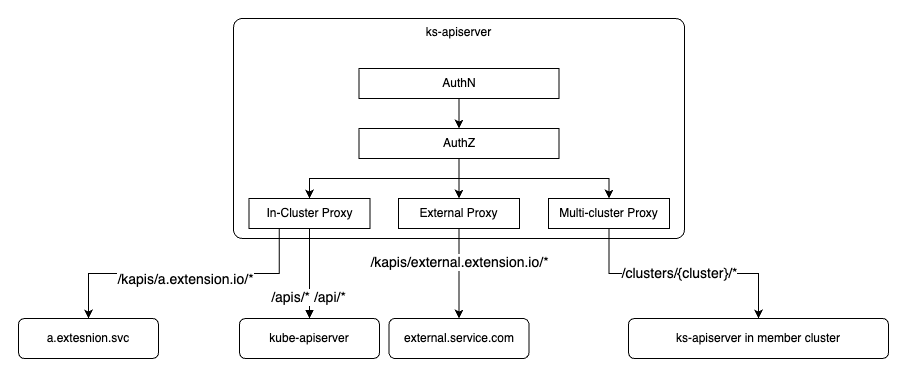 ks-apiserver
AuthN
AuthZ
In-Cluster Proxy
External Proxy
Multi-cluster Proxy
/kapis/a.extension.io/*
/apis/* /api/*
/kapis/external.extension.io/*
/clusters/{cluster}/*
a.extesnion.svc
kube-apiserver
external.service.com
ks-apiserver in member cluster